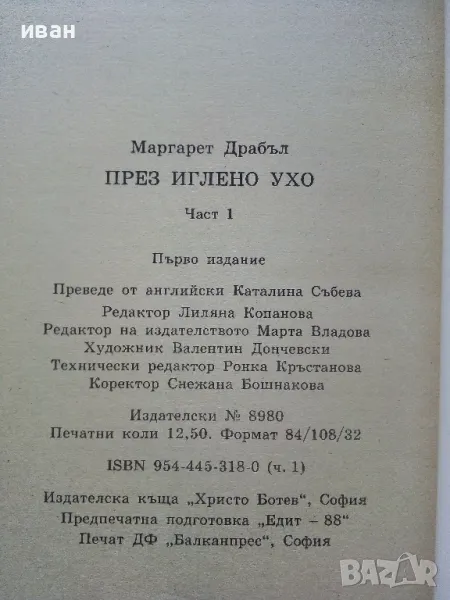 иван
Маргарет Драбъл
ПРЕЗ ИГЛЕНО УХО
Част 1
Първо издание
Преведе от английски Каталина Събева
Редактор Лиляна Копанова
Редактор на издателството Марта Владова
Художник Валентин Дончевски
Технически редактор Ронка Кръстанова
Коректор Снежана Бошнакова
Издателски № 8980
Печатни коли 12,50. Формат 84/108/32
ISBN 954-445-318-0 (ч. 1)
Издателска къща „Христо Ботев“, София
Предпечатна подготовка „Едит – 88“
Печат ДФ „Балканпрес“, София
BAZAR